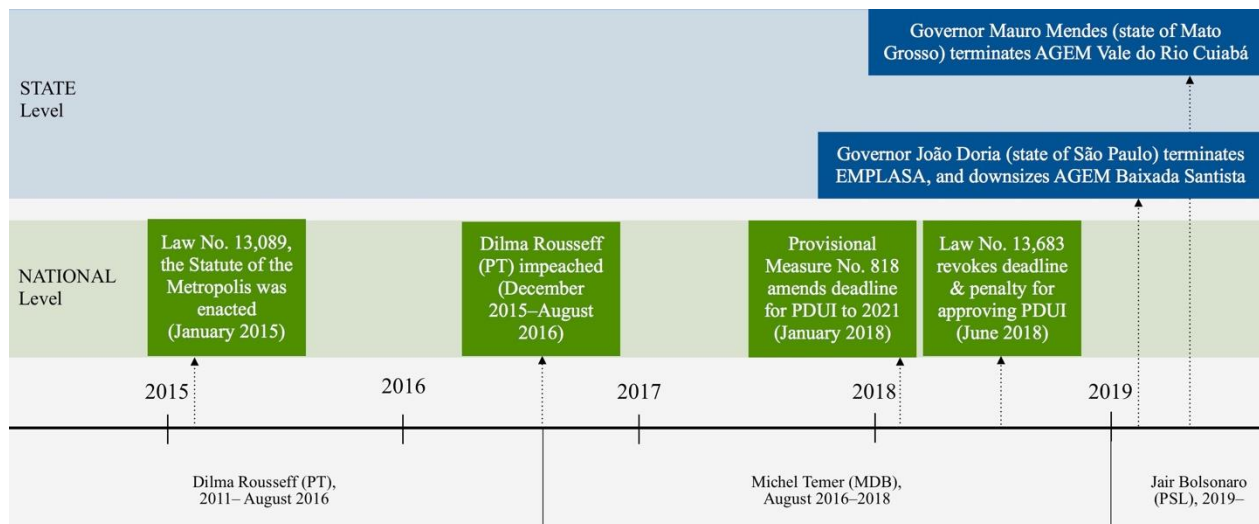 Governor Mauro Mendes (state of Mato
Grosso) terminates AGEM Vale do Rio Cuiabá
STATE
Level
Governor João Doria (state of São Paulo) terminates
EMPLASA, and downsizes AGEM Baixada Santista
NATIONAL
Level
Law No. 13,089,
the Statute of the
Metropolis was
enacted
(January 2015)
Dilma Rousseff
(PT) impeached
(December
2015–August
2016)
Provisional
Measure No. 818
amends deadline
for PDUI to 2021
(January 2018)
Law No. 13,683
revokes deadline
& penalty for
approving PDUI
(June 2018)
2015
2016
2017
2018
2019
Dilma Rousseff (PT),
2011– August 2016
Michel Temer (MDB),
August 2016–2018
Jair Bolsonaro
(PSL), 2019–